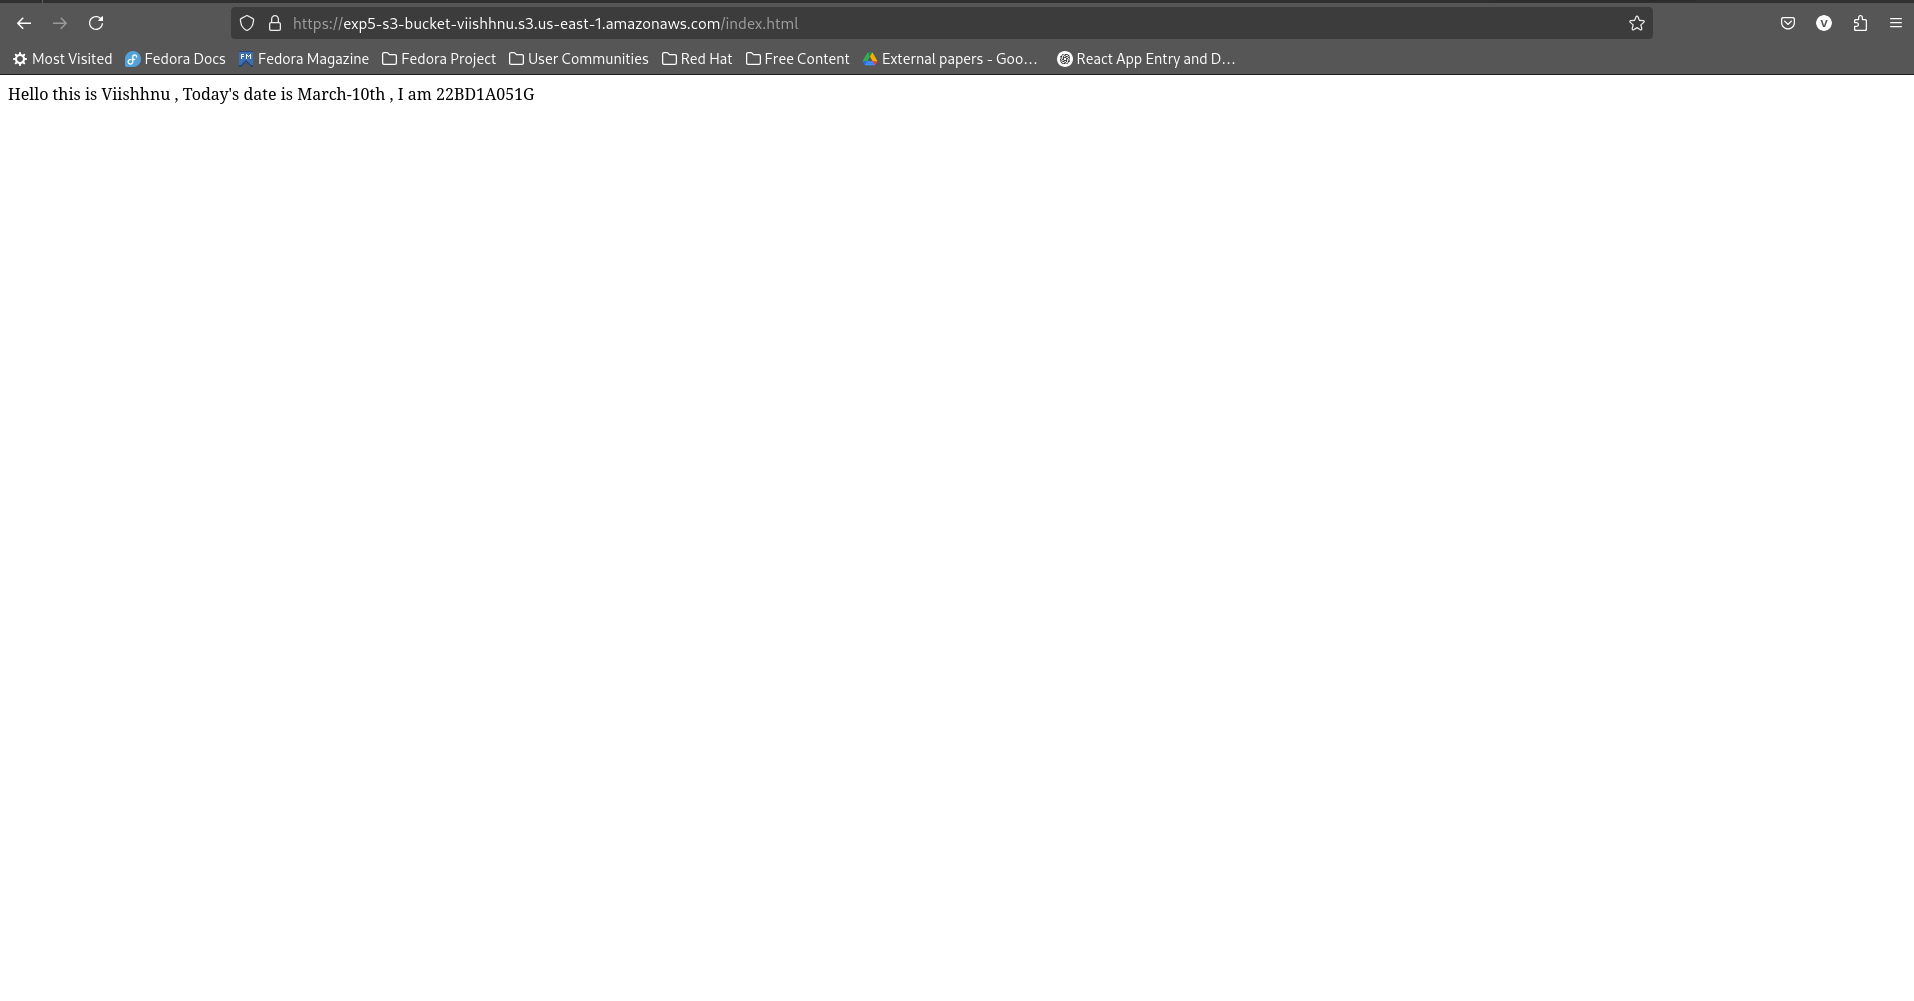 https://exp5-s3-bucket-viishhnu.s3.us-east-1.amazonaws.com/index.html
V
Most Visited Fedora Docs FM Fedora Magazine Fedora Project User Communities Red Hat Free Content External papers - Goo... React App Entry and D...
Hello this is Viishhnu , Today's date is March-10th , I am 22BD1A051G